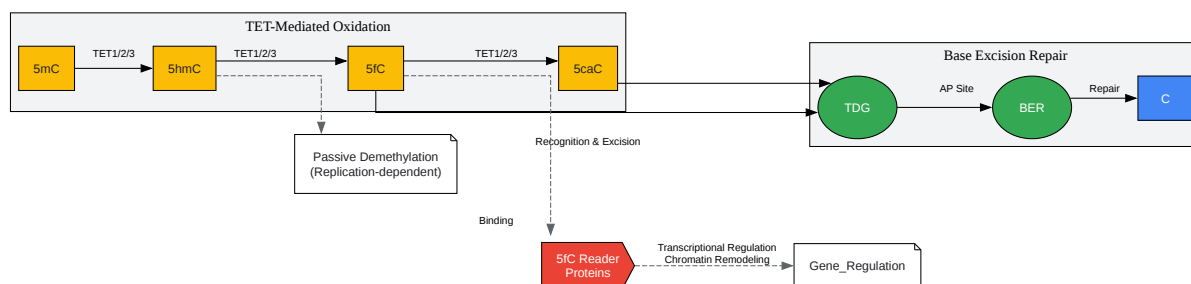 TET-Mediated Oxidation
5mC
TET1/2/3
5hmC
TET1/2/3
5fC
TET1/2/3
5caC
Base Excision Repair
TDG
AP Site
BER
Repair
C
Passive Demethylation
(Replication-dependent)
Recognition & Excision
Binding
5fC Reader
Proteins
Transcriptional Regulation
Chromatin Remodeling
Gene_Regulation